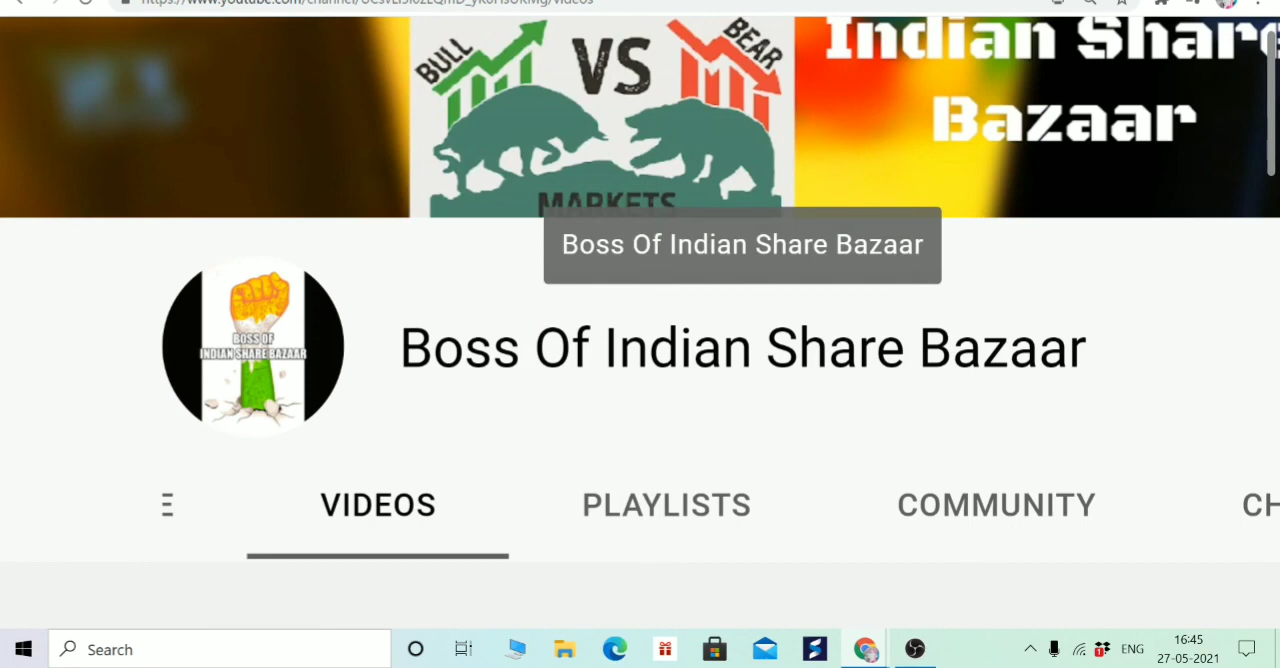 BULL
VS
BEAR
MARKETS
Indian Share
Bazaar
Boss Of Indian Share Bazaar
BOSS OF
INDIAN SHARE BAZAAR
Boss Of Indian Share Bazaar
VIDEOS
PLAYLISTS
COMMUNITY
CH
Search
ENG
16:45
27-05-2021